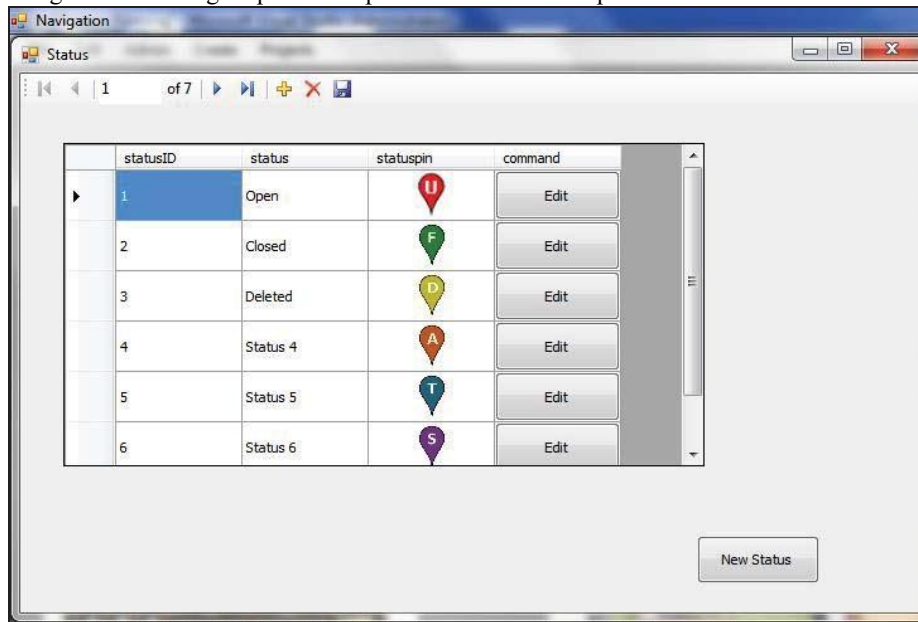 Navigation
Status
1 of 7
statusID status statuspin command
1 Open U Edit
2 Closed F Edit
3 Deleted D Edit
4 Status 4 A Edit
5 Status 5 T Edit
6 Status 6 S Edit
New Status